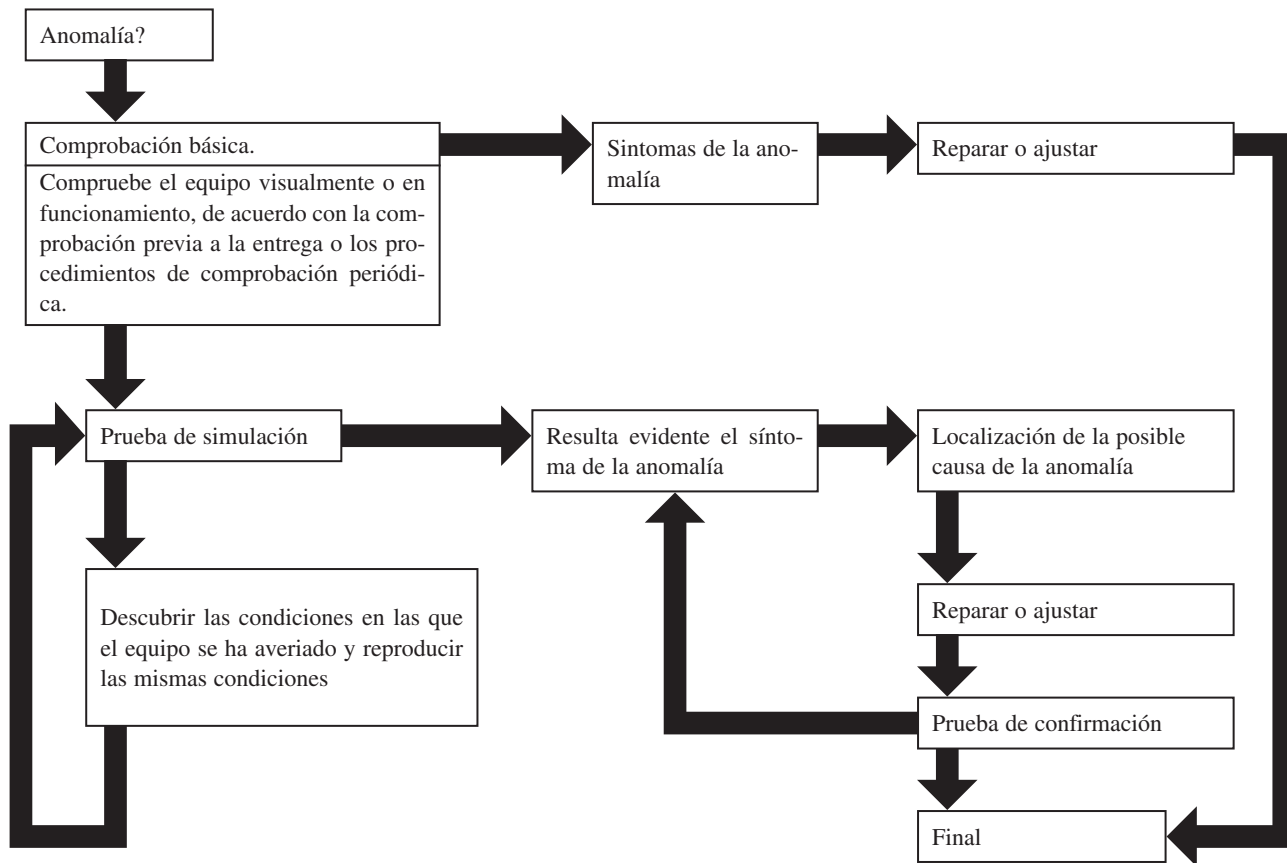 Anomalía?
Comprobación básica.
Compruebe el equipo visualmente o en
funcionamiento, de acuerdo con la com-
probación previa a la entrega o los pro-
cedimientos de comprobación periódi-
ca.
Sintomas de la ano-
malía
Reparar o ajustar
Prueba de simulación
Resulta evidente el sínto-
ma de la anomalía
Localización de la posible
causa de la anomalía
Descubrir las condiciones en las que
el equipo se ha averiado y reproducir
las mismas condiciones
Reparar o ajustar
Prueba de confirmación
Final